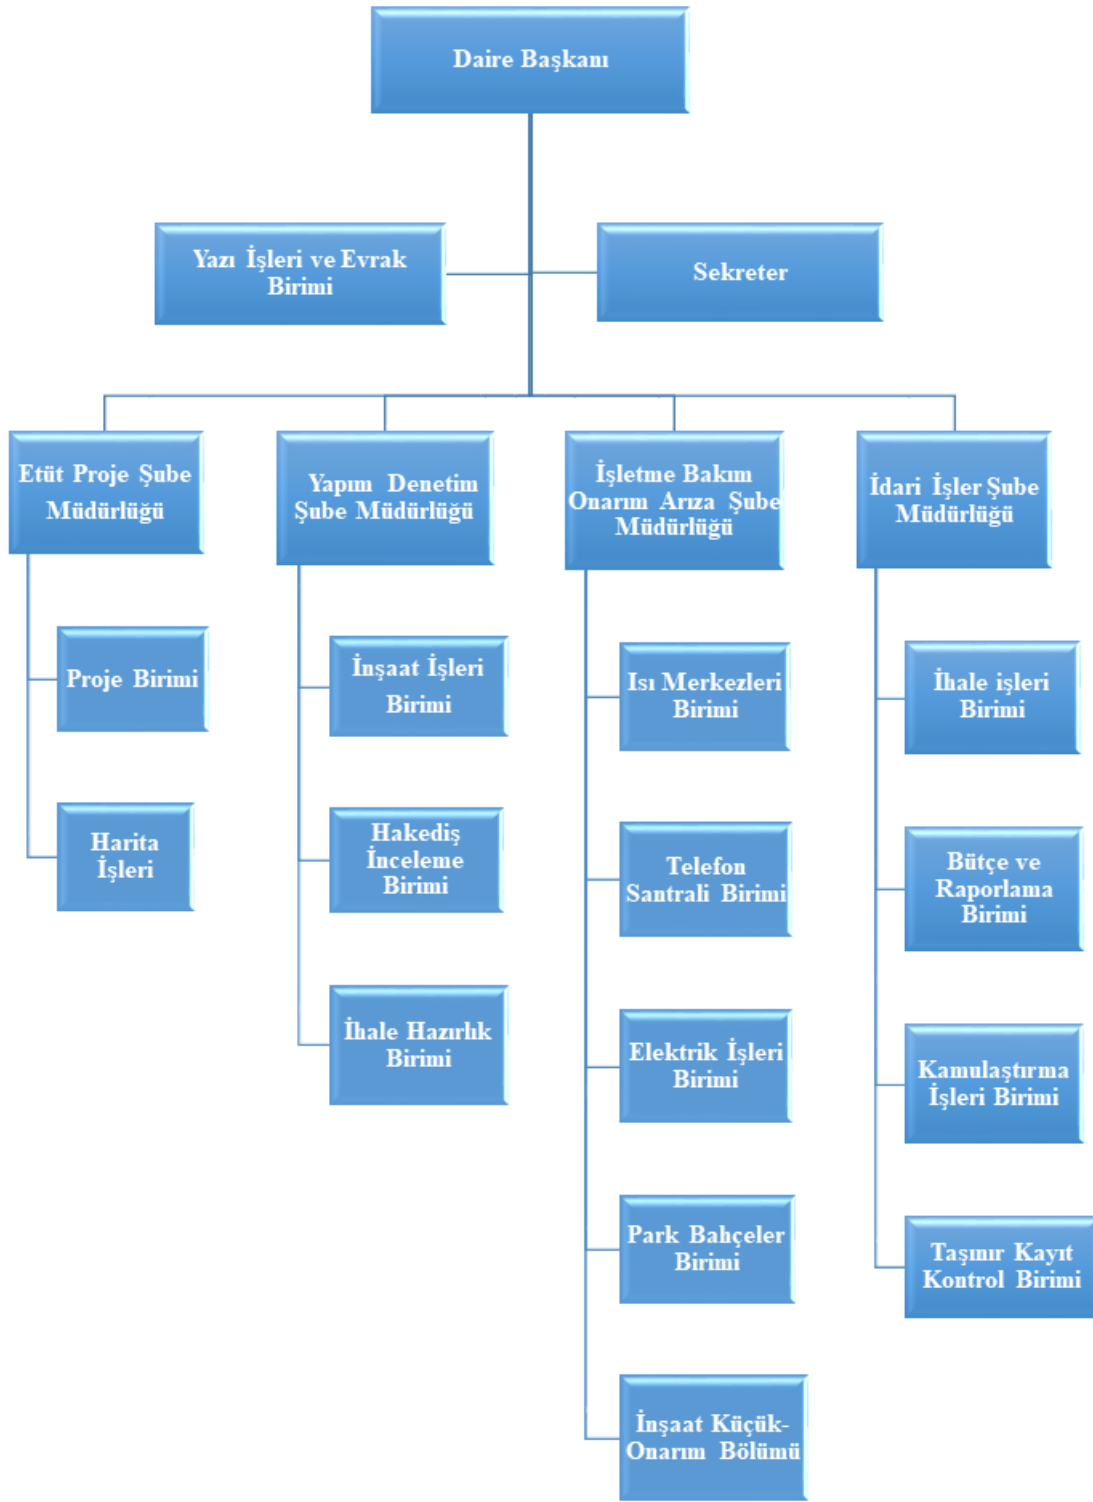 Daire Başkanı
Yazı İşleri ve Evrak
Birimi
Sekreter
Etüt Proje Şube
Müdürlüğü
Proje Birimi
Harita
İşleri
Yapım Denetim
Şube Müdürlüğü
İnşaat İşleri
Birimi
Hakediş
İnceleme
Birimi
İhale Hazırlık
Birimi
İşletme Bakım
Onarım Arıza Şube
Müdürlüğü
Isı Merkezleri
Birimi
Telefon
Santrali Birimi
Elektrik İşleri
Birimi
Park Bahçeler
Birimi
İnşaat Küçük-
Onarım Bölümü
İdari İşler Şube
Müdürlüğü
İhale işleri
Birimi
Bütçe ve
Raporlama
Birimi
Kamulaştırma
İşleri Birimi
Taşınır Kayıt
Kontrol Birimi